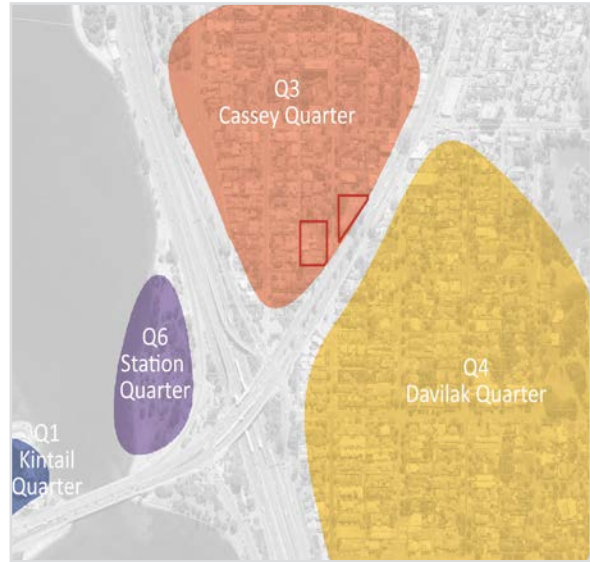 Q3
Cassey Quarter
Q6
Station
Quarter
Q4
Davilak Quarter
Q1
Kintail
Quarter